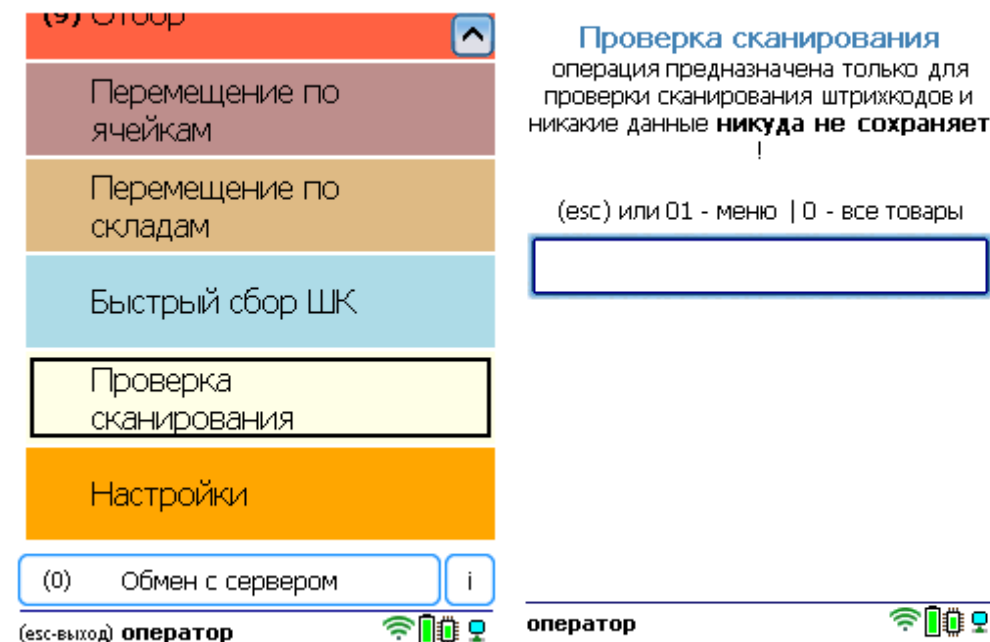 (9) Отбор
Перемещение по
ячейкам
Перемещение по
складам
Быстрый сбор ШК
Проверка
сканирования
Настройки
(0) Обмен с сервером i
(esc-выход) оператор
Проверка сканирования
операция предназначена только для
проверки сканирования штрихкодов и
никакие данные никуда не сохраняет
!
(esc) или 01 - меню | 0 - все товары
оператор